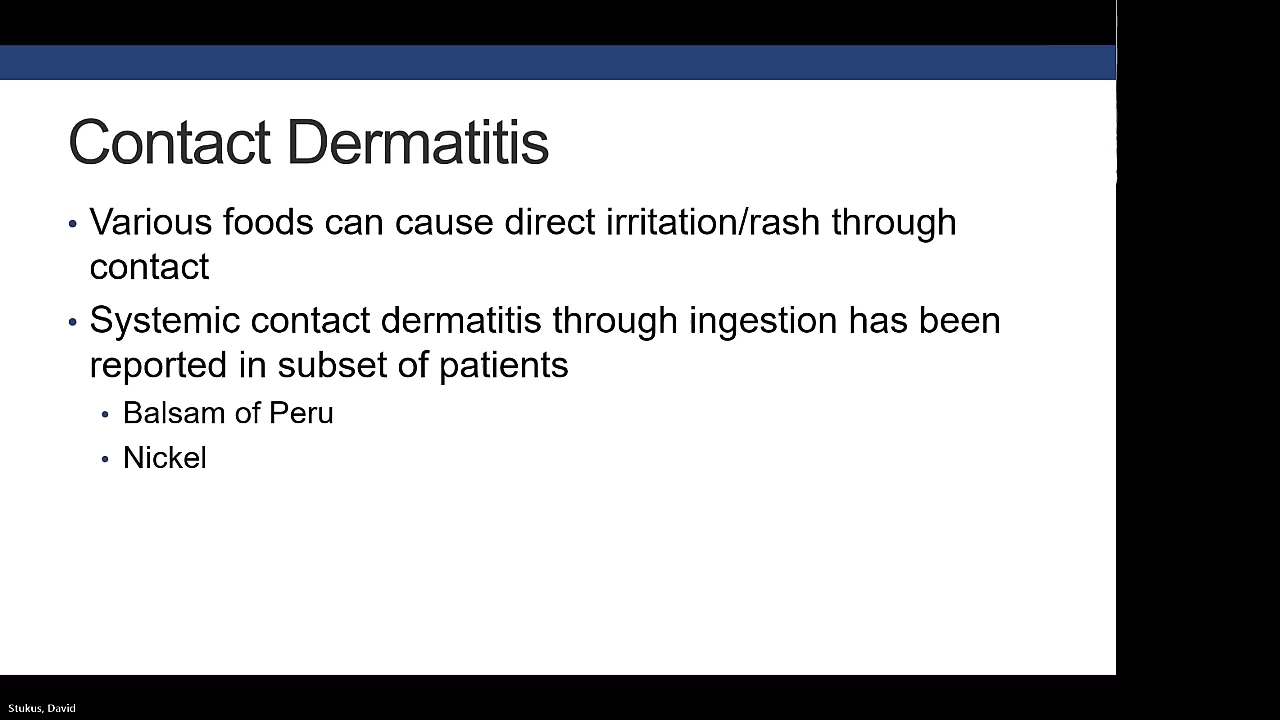 Contact Dermatitis
• Various foods can cause direct irritation/rash through
contact
• Systemic contact dermatitis through ingestion has been
reported in subset of patients
• Balsam of Peru
• Nickel
Stukus, David